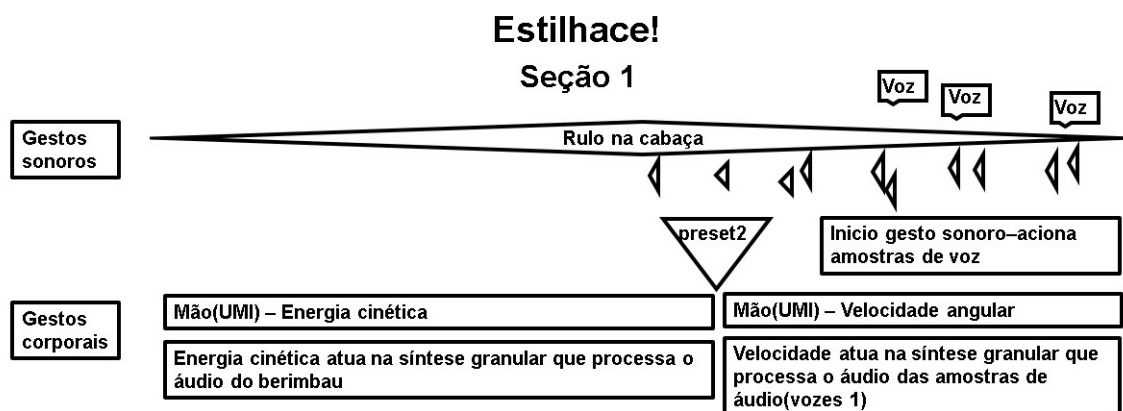 Estilhace!
Seção 1
Voz
Voz
Voz
Gestos
sonoros
Rulo na cabaça
preset2
Inicio gesto sonoro–aciona
amostras de voz
Gestos
corporais
Mão(UMI) – Energia cinética
Mão(UMI) – Velocidade angular
Energia cinética atua na síntese granular que processa o
áudio do berimbau
Velocidade atua na síntese granular que
processa o áudio das amostras de
áudio(vozes 1)